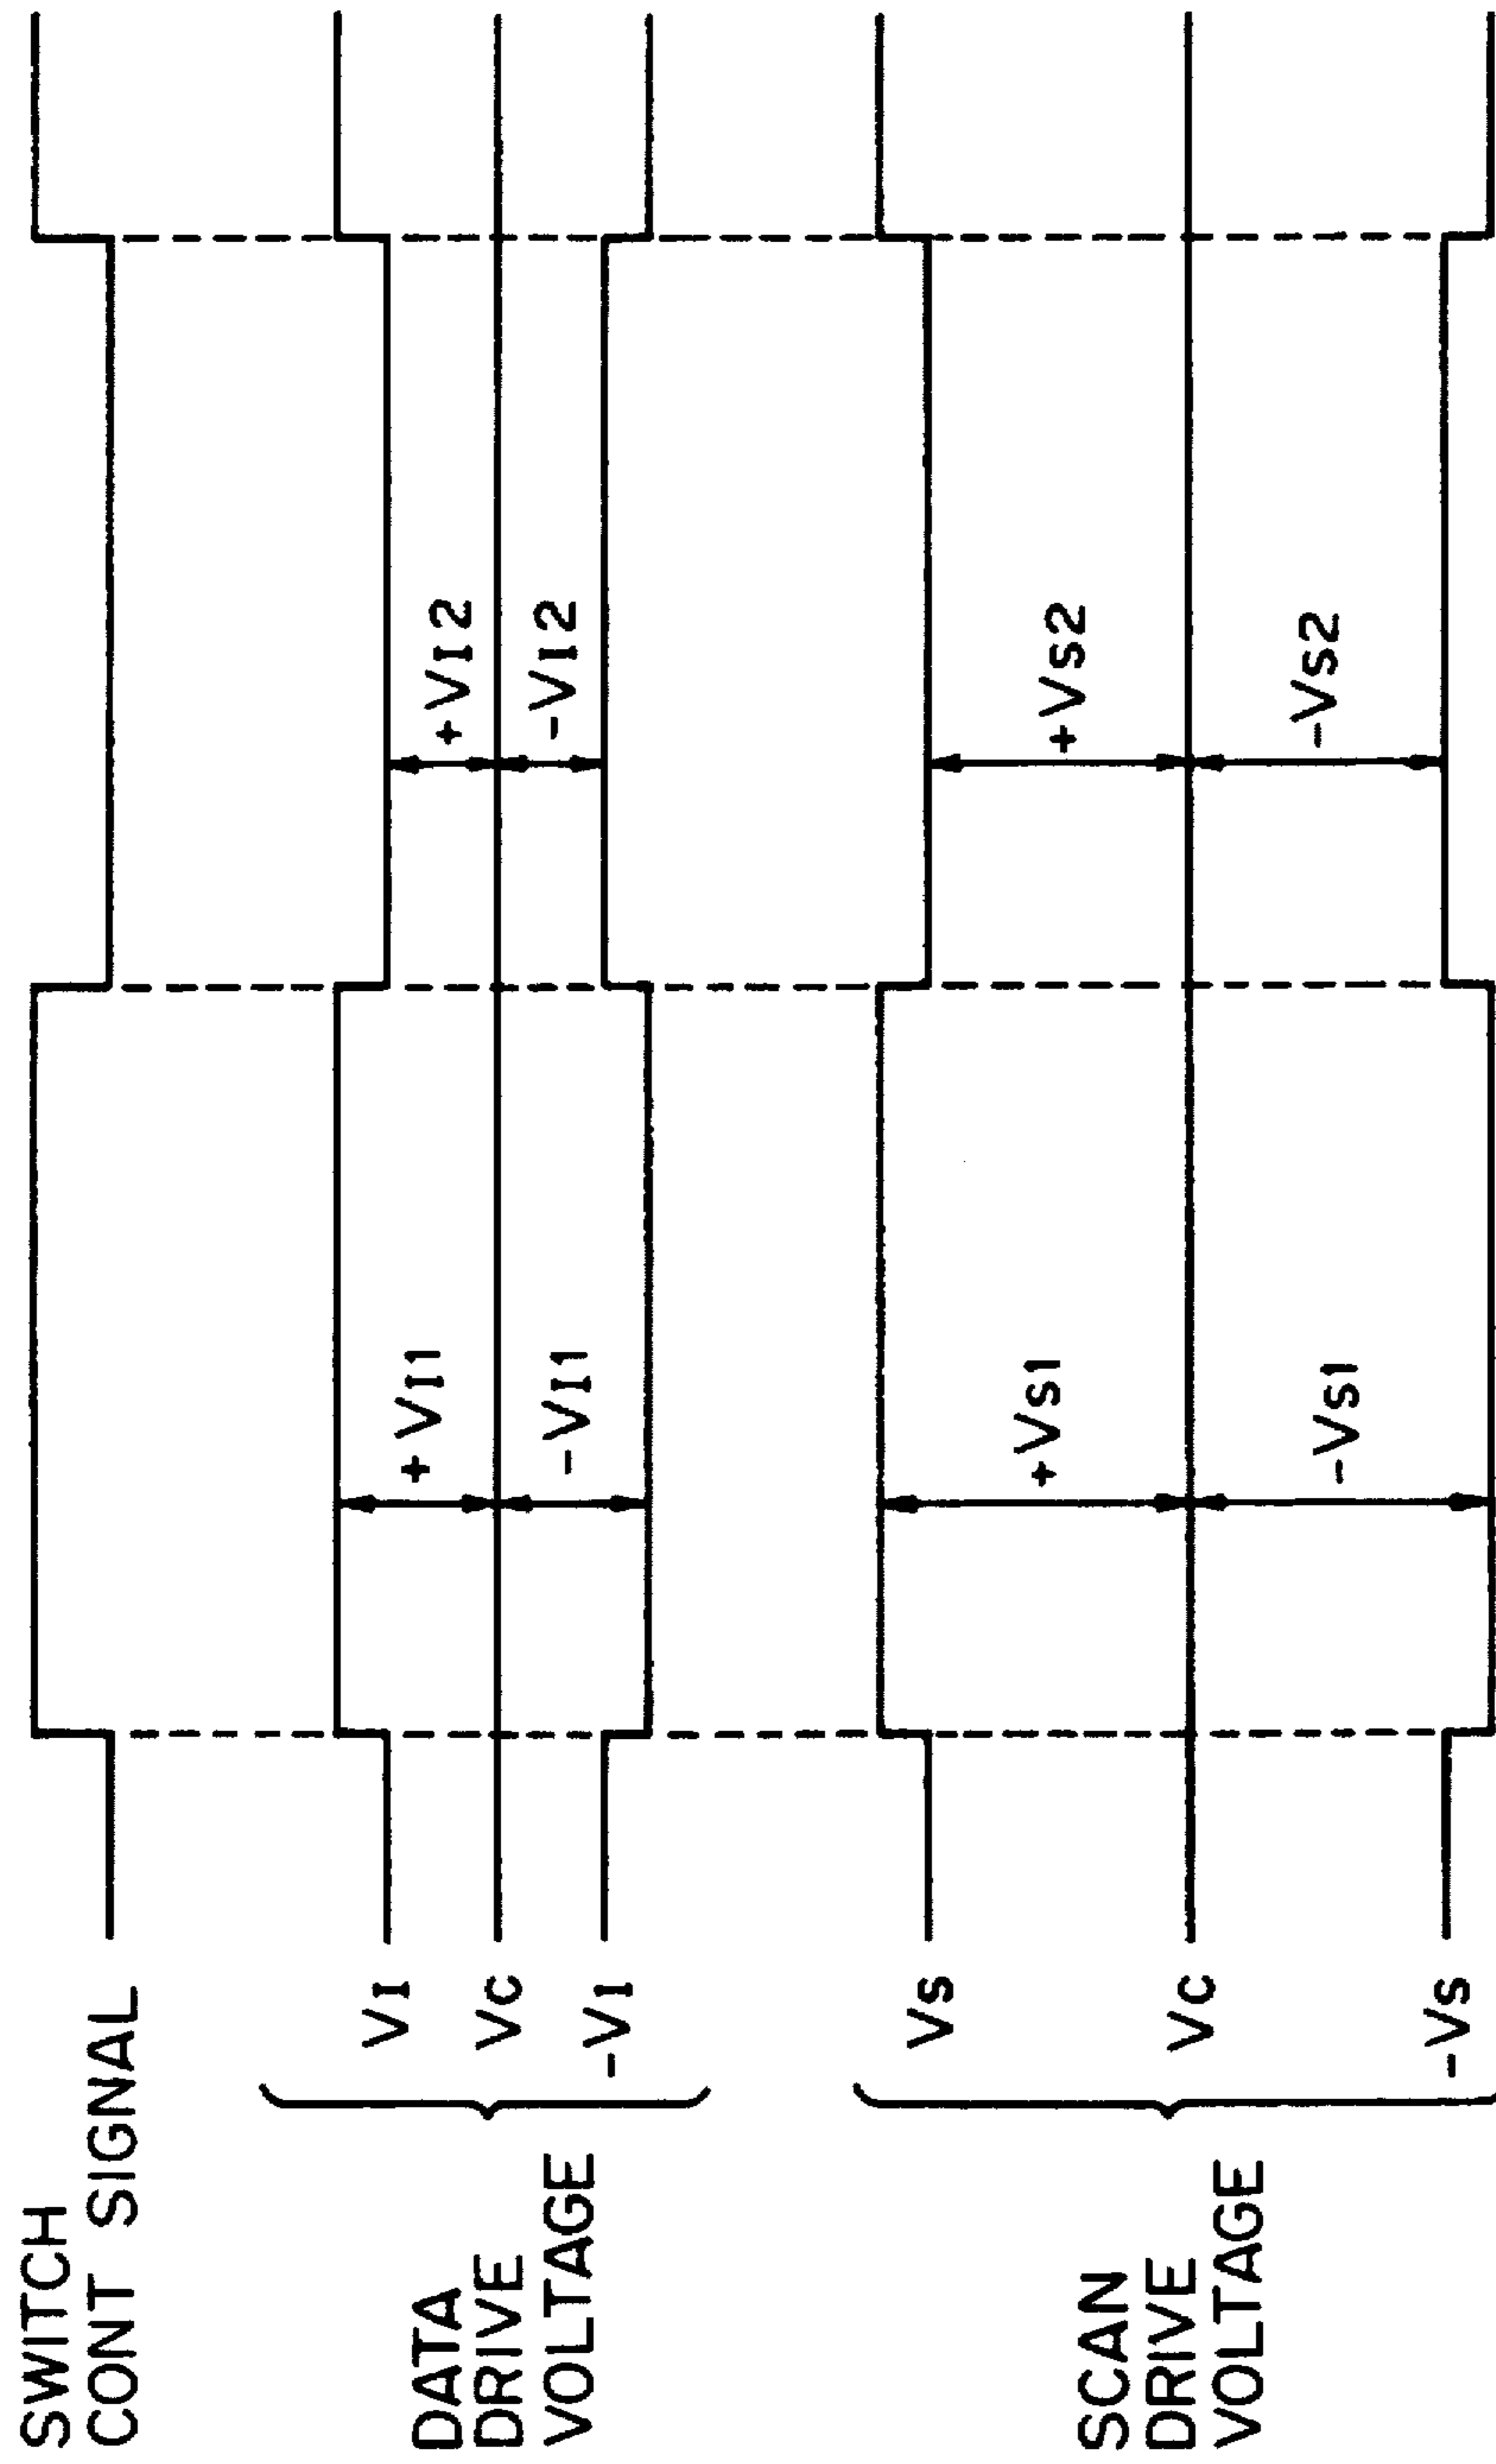 SWITCH
CONT SIGNAL
DATA
DRIVE
VOLTAGE
VI
VC
-VI
+VI1
-VI1
+VI2
-VI2
SCAN
DRIVE
VOLTAGE
VS
VC
-VS
+VS1
-VS1
+VS2
-VS2